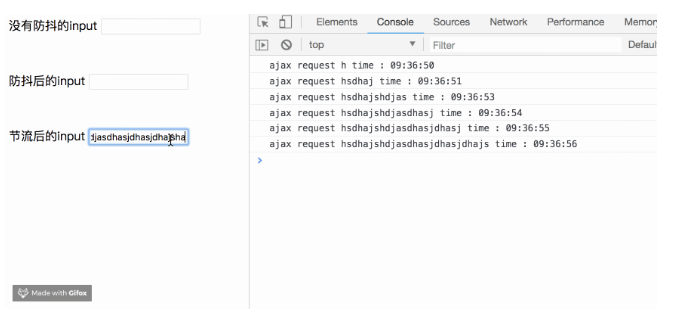 没有防抖的input
防抖后的input
节流后的input
djasdhasjdhasjdhajsha
Made with Gifox
Elements Console Sources Network Performance Memory
top Filter Defaul
ajax request h time : 09:36:50
ajax request hsdhaj time : 09:36:51
ajax request hsdhajshdjas time : 09:36:53
ajax request hsdhajshdjasdhasj time : 09:36:54
ajax request hsdhajshdjasdhasjdhasj time : 09:36:55
ajax request hsdhajshdjasdhasjdhasjdhajs time : 09:36:56